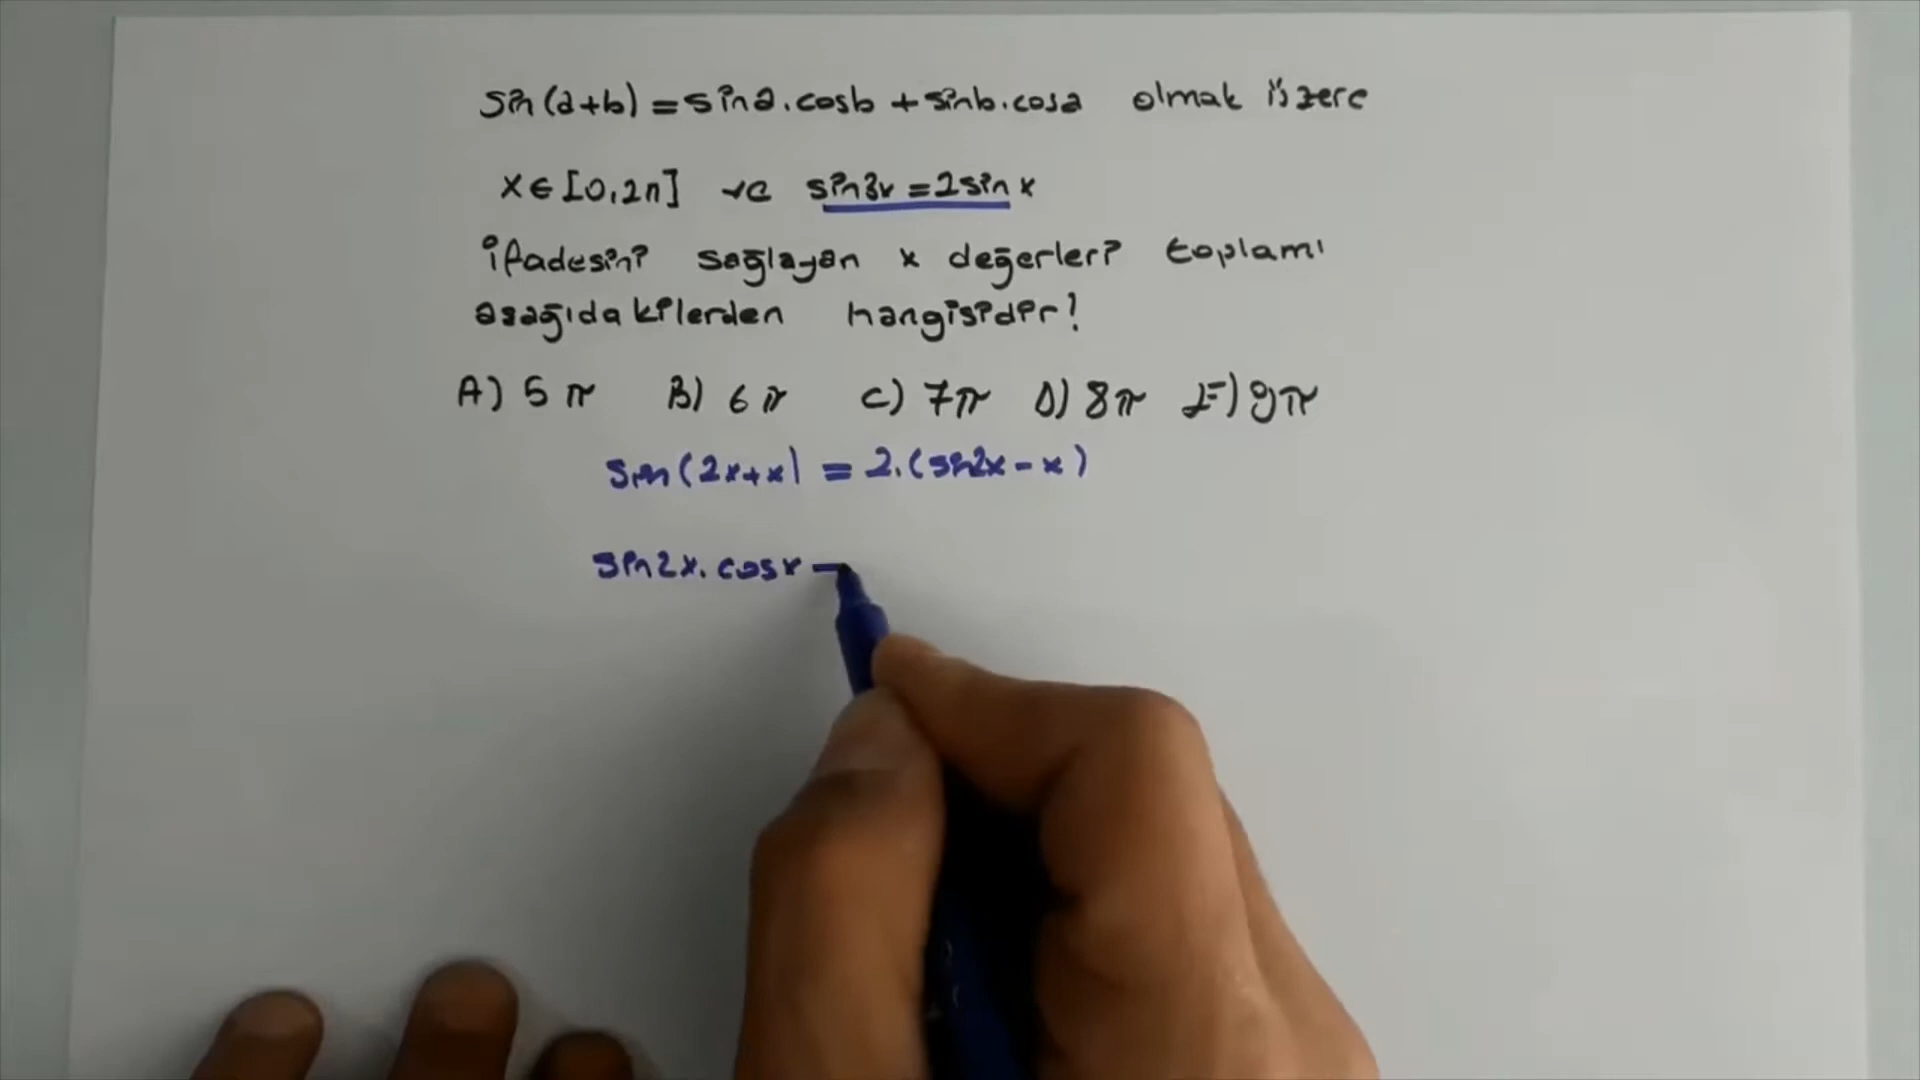 sin(a+b)=sina.cosb+sinb.cosa olmak üzere
x∈[0,2π] ve sin3x=2sinx
ifadesini sağlayan x değerleri toplamı
aşağıdakilerden hangisidir?
A) 5π B) 6π C) 7π D) 8π E) 9π
sin(2x+x) = 2.(sin2x-x)
sin2x.cosx -